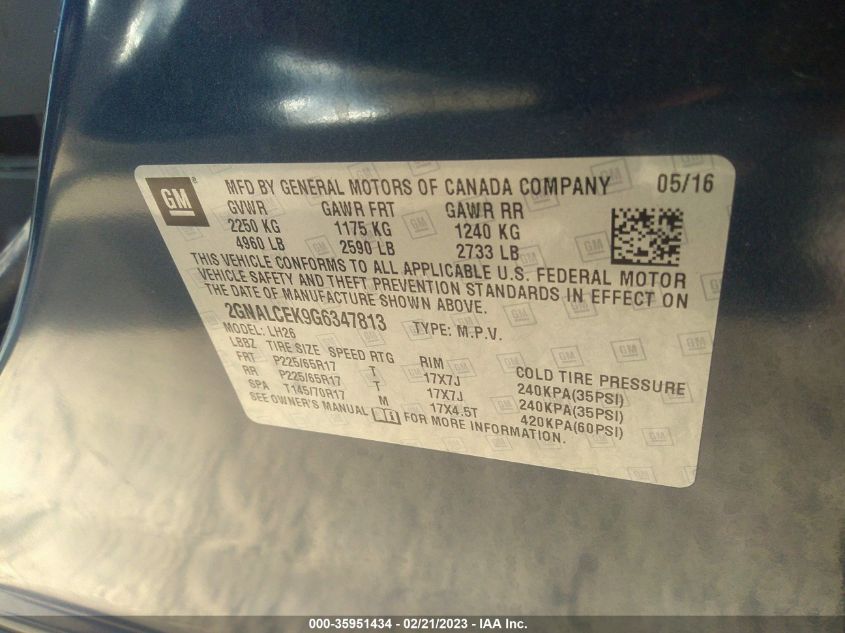 GM® MFD BY GENERAL MOTORS OF CANADA COMPANY 05/16
GVWR GAWR FRT GAWR RR
2250 KG 1175 KG 1240 KG
4960 LB 2590 LB 2733 LB
THIS VEHICLE CONFORMS TO ALL APPLICABLE U.S. FEDERAL MOTOR
VEHICLE SAFETY AND THEFT PREVENTION STANDARDS IN EFFECT ON
THE DATE OF MANUFACTURE SHOWN ABOVE.
2GNALCEK9G6347813 TYPE: M.P.V.
MODEL: LH26
LBBZ TIRE SIZE SPEED RTG RIM COLD TIRE PRESSURE
FRT P225/65R17 T 17X7J 240KPA(35PSI)
RR P225/65R17 T 17X7J 240KPA(35PSI)
SPA T145/70R17 M 17X4.5T 420KPA(60PSI)
SEE OWNER'S MANUAL FOR MORE INFORMATION.
000-35951434 - 02/21/2023 - IAA Inc.